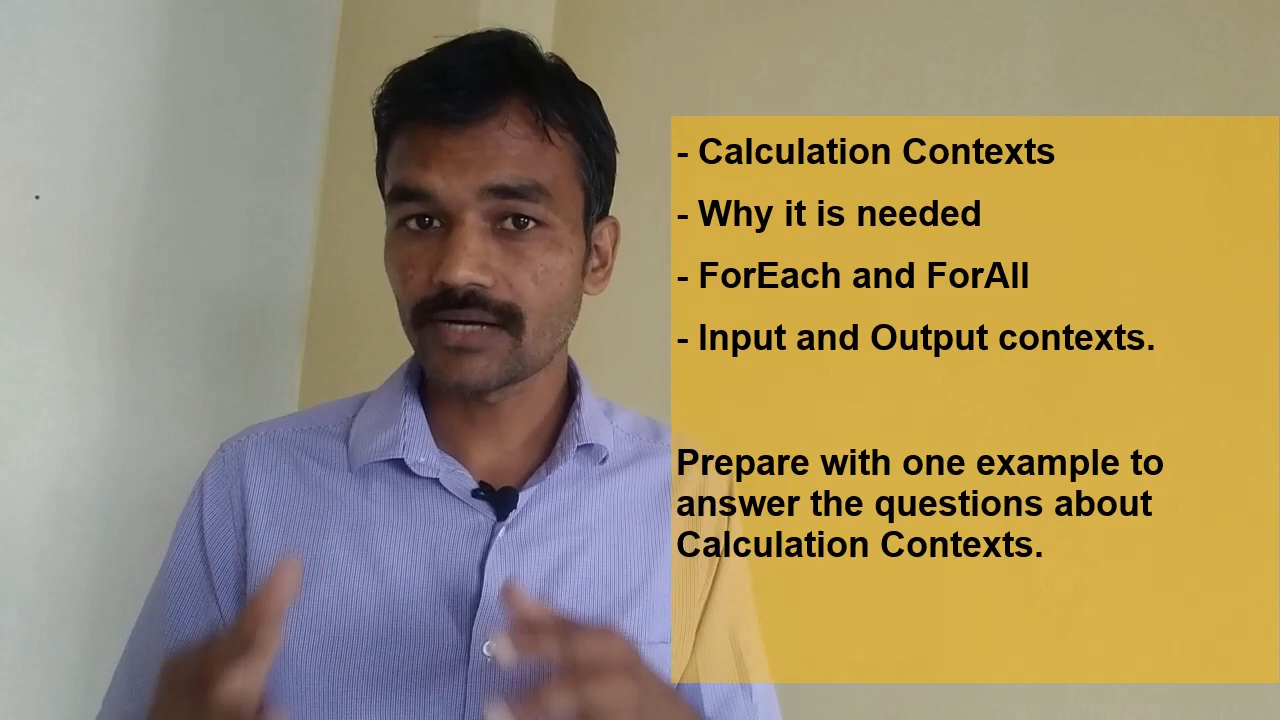 - Calculation Contexts
- Why it is needed
- ForEach and ForAll
- Input and Output contexts.
Prepare with one example to
answer the questions about
Calculation Contexts.